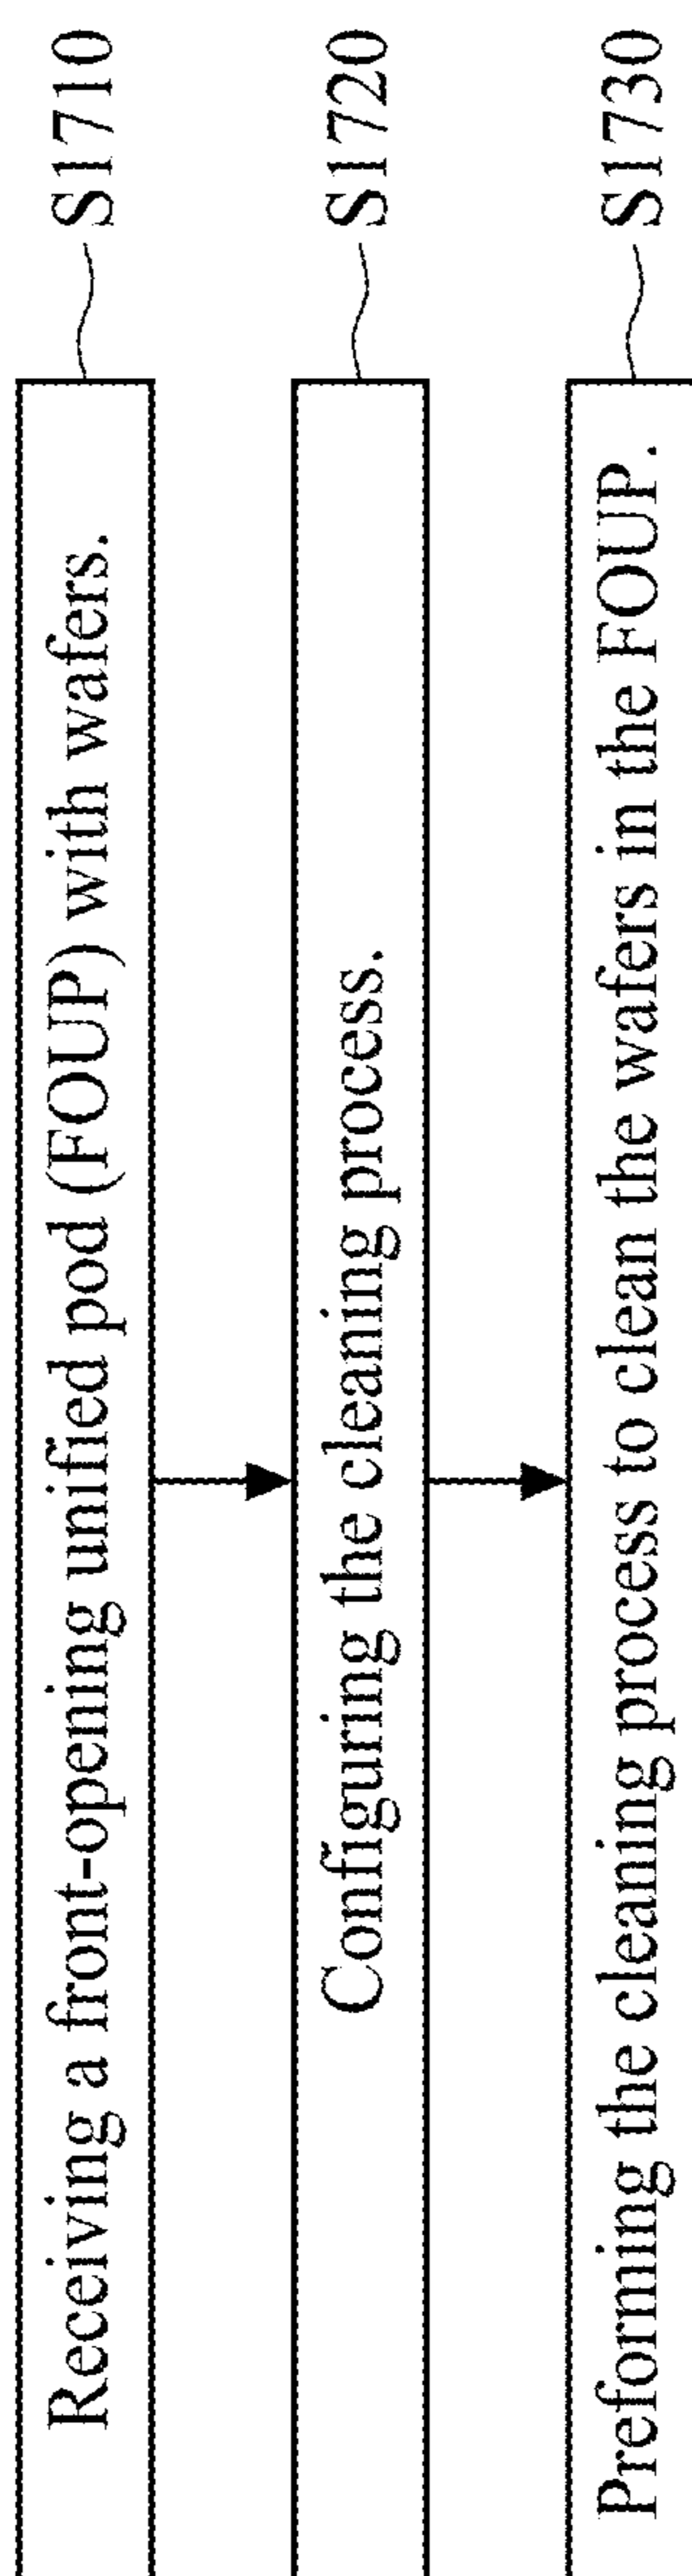 Receiving a front-opening unified pod (FOUP) with wafers.
S1710
Configuring the cleaning process.
S1720
Preforming the cleaning process to clean the wafers in the FOUP.
S1730